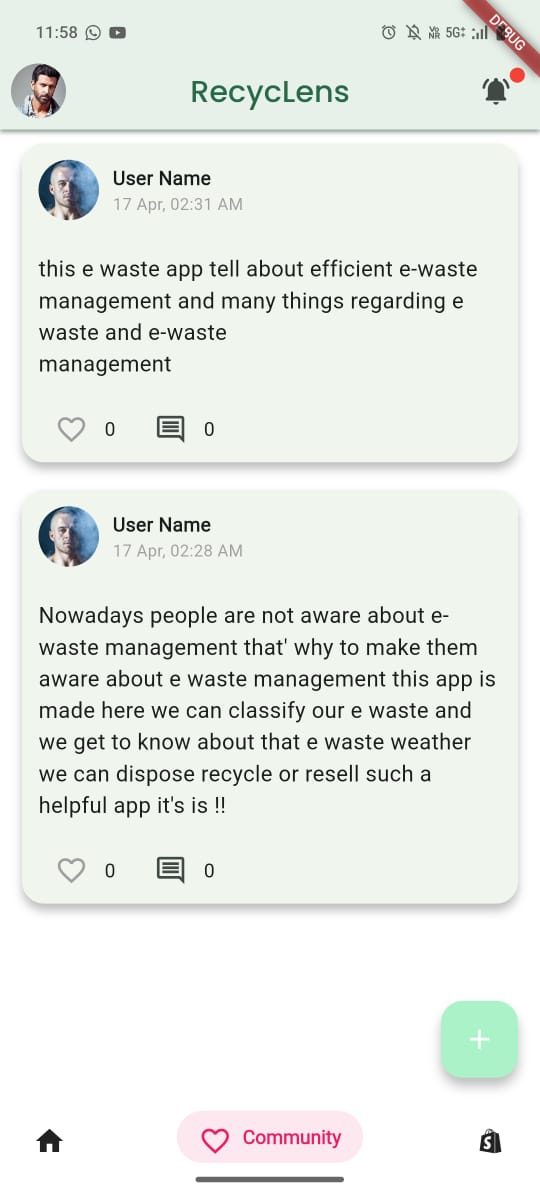 11:58
VO NR 5G
DEBUG
RecycLens
User Name
17 Apr, 02:31 AM
this e waste app tell about efficient e-waste
management and many things regarding e
waste and e-waste
management
0 0
User Name
17 Apr, 02:28 AM
Nowadays people are not aware about e-
waste management that' why to make them
aware about e waste management this app is
made here we can classify our e waste and
we get to know about that e waste weather
we can dispose recycle or resell such a
helpful app it's is !!
0 0
+
Community